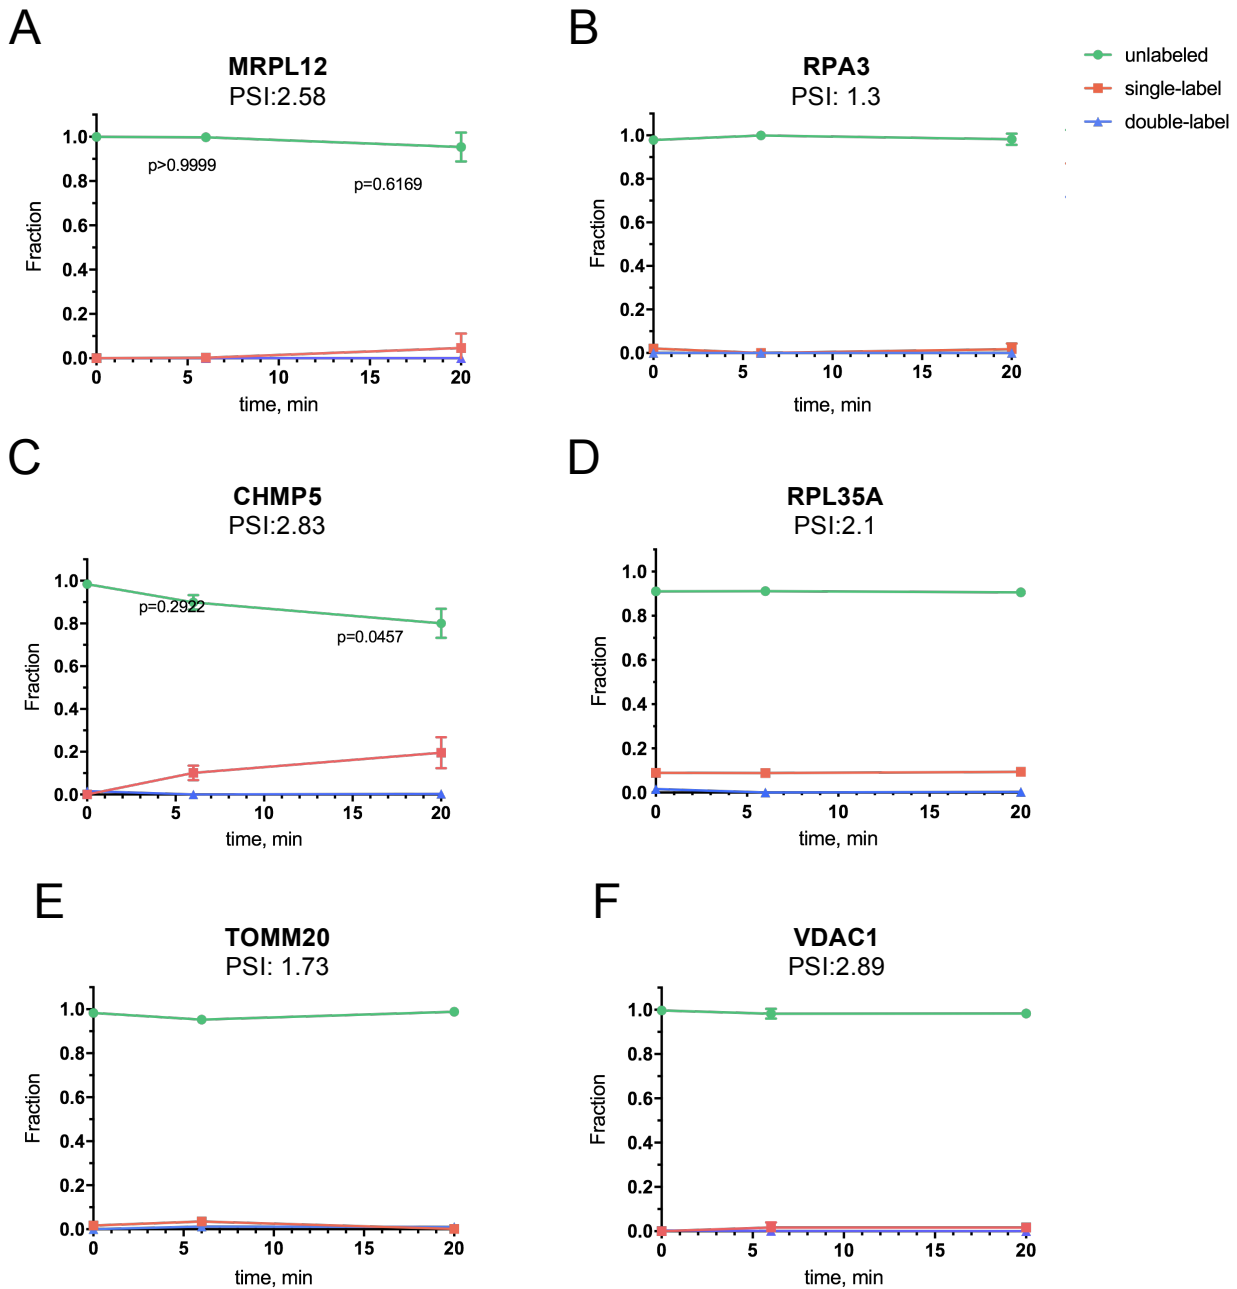 A
MRPL12
PSI:2.58
1.0
0.8
0.6
0.4
0.2
0.0
Fraction
p>0.9999
p=0.6169
0 5 10 15 20
time, min
B
RPA3
PSI: 1.3
1.0
0.8
0.6
0.4
0.2
0.0
Fraction
0 5 10 15 20
time, min
unlabeled
single-label
double-label
C
CHMP5
PSI:2.83
1.0
0.8
0.6
0.4
0.2
0.0
Fraction
p=0.2922
p=0.0457
0 5 10 15 20
time, min
D
RPL35A
PSI:2.1
1.0
0.8
0.6
0.4
0.2
0.0
Fraction
0 5 10 15 20
time, min
E
TOMM20
PSI: 1.73
1.0
0.8
0.6
0.4
0.2
0.0
Fraction
0 5 10 15 20
time, min
F
VDAC1
PSI:2.89
1.0
0.8
0.6
0.4
0.2
0.0
Fraction
0 5 10 15 20
time, min